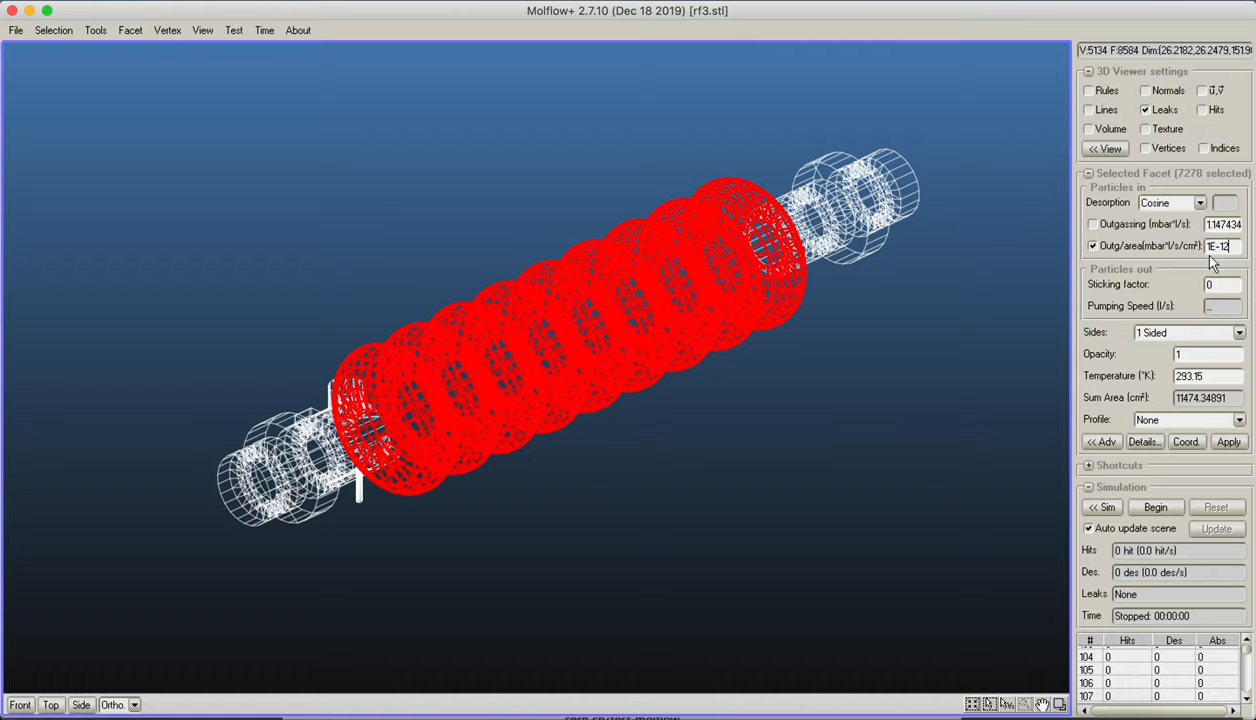 Molflow+ 2.7.10 (Dec 18 2019) [rf3.stl]
File Selection Tools Facet Vertex View Test Time About
V:5134 F:8584 Dim:(26.2182,26.2479,151.90
3D Viewer settings
Rules Normals ú,v
Lines Leaks Hits
Volume Texture
<< View Vertices Indices
Selected Facet (7278 selected)
Particles in
Desorption Cosine
Outgassing (mbar*l/s): 1.147434
Outg/area(mbar*l/s/cm²): 1E-12
Particles out
Sticking factor: 0
Pumping Speed (l/s): ...
Sides: 1 Sided
Opacity: 1
Temperature (°K): 293.15
Sum Area (cm²): 11474.34891
Profile: None
<< Adv Details... Coord. Apply
Shortcuts
Simulation
<< Sim Begin Reset
Auto update scene Update
Hits 0 hit (0.0 hit/s)
Des. 0 des (0.0 des/s)
Leaks None
Time Stopped: 00:00:00
# Hits Des Abs
104 0 0 0
105 0 0 0
106 0 0 0
107 0 0 0
Front Top Side Ortho.